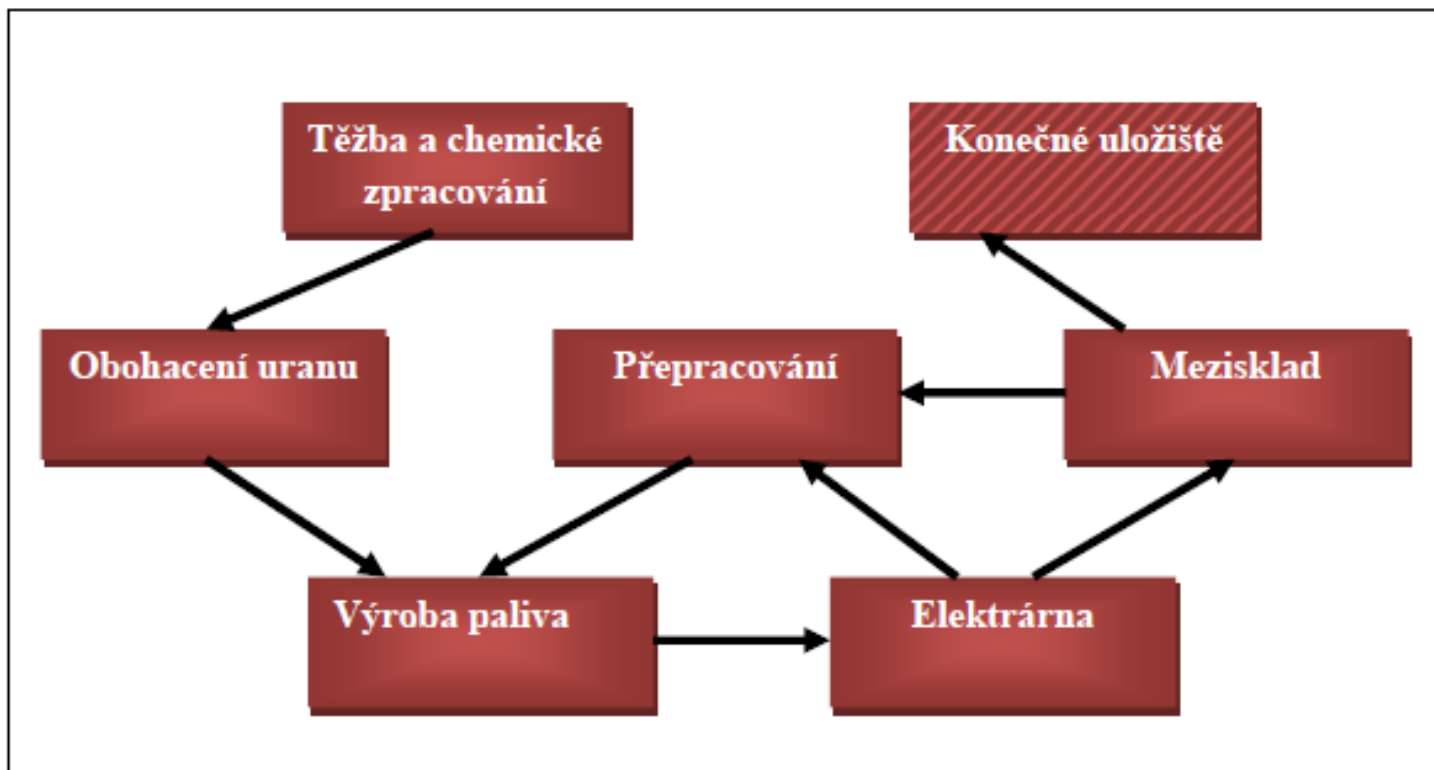 Těžba a chemické
zpracování
Konečné uložiště
Obohacení uranu
Přepracování
Mezisklad
Výroba paliva
Elektrárna